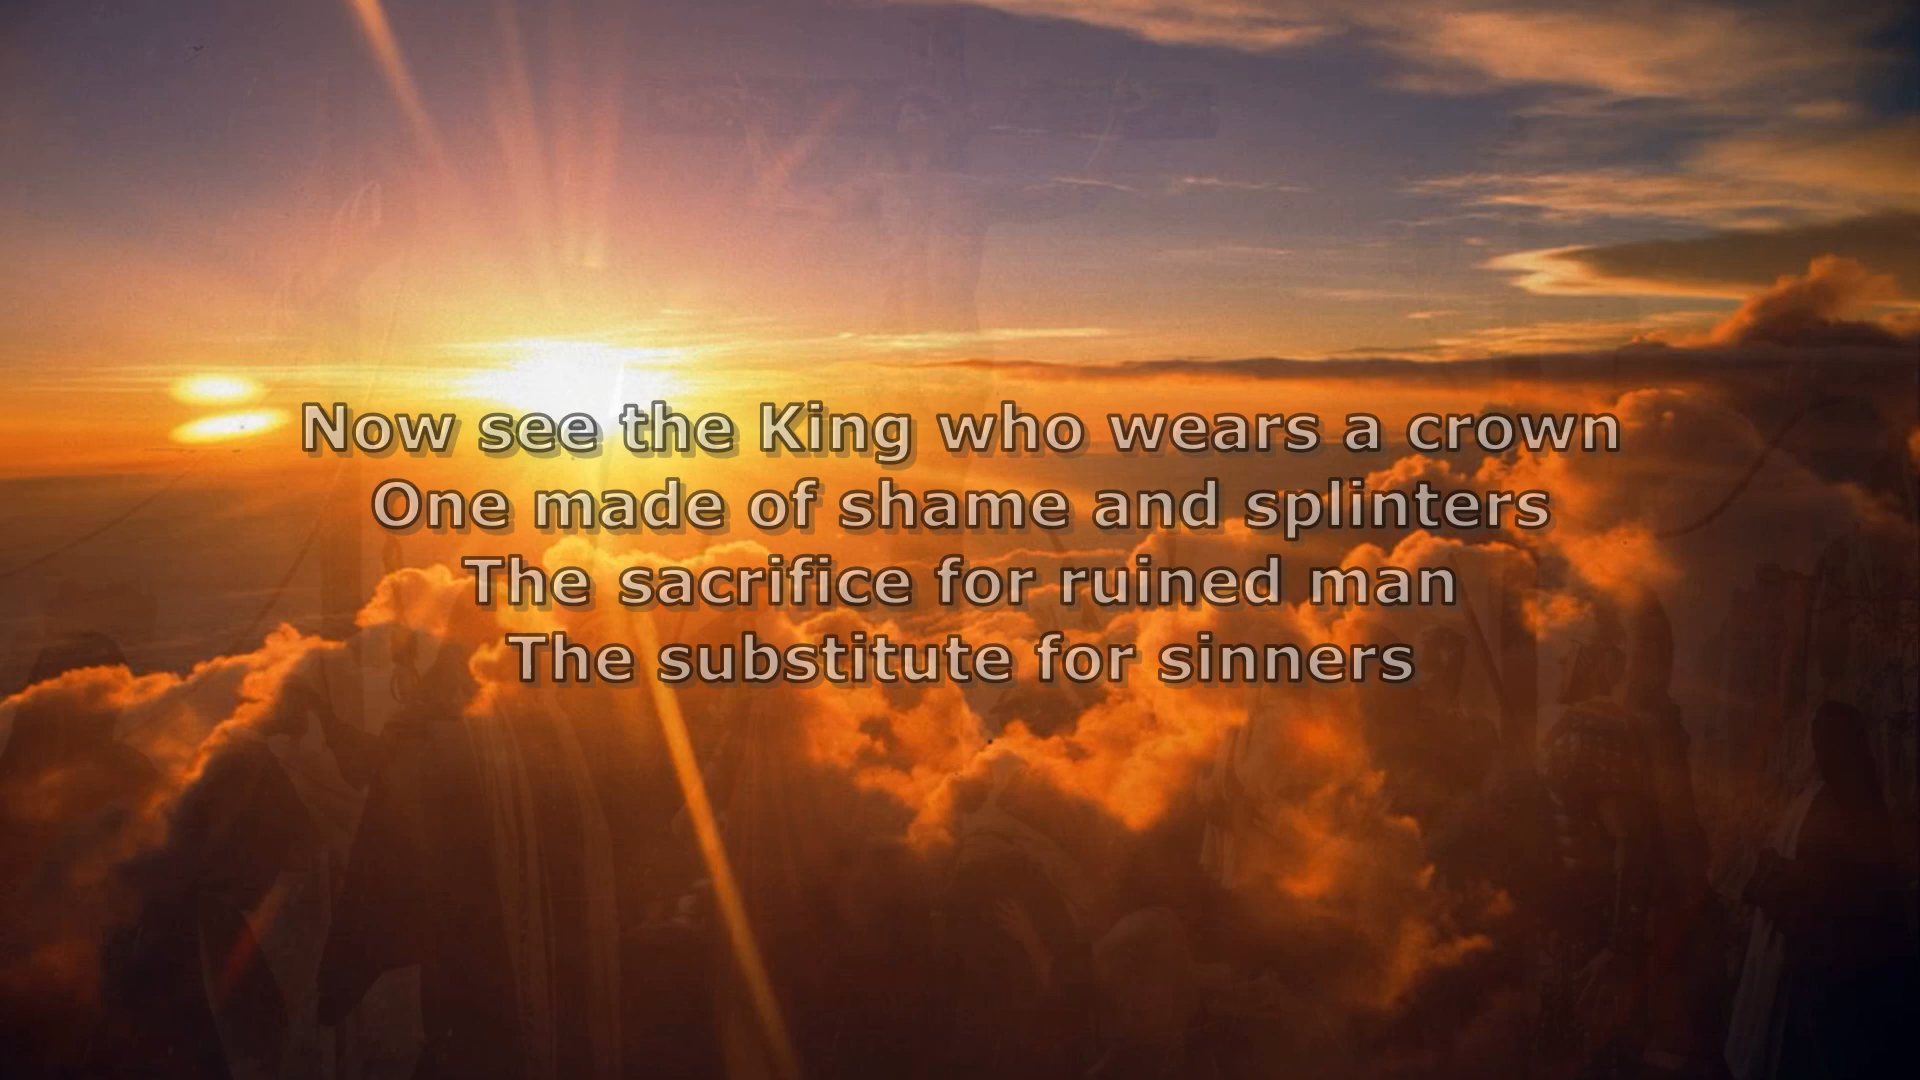 Now see the King who wears a crown
One made of shame and splinters
The sacrifice for ruined man
The substitute for sinners